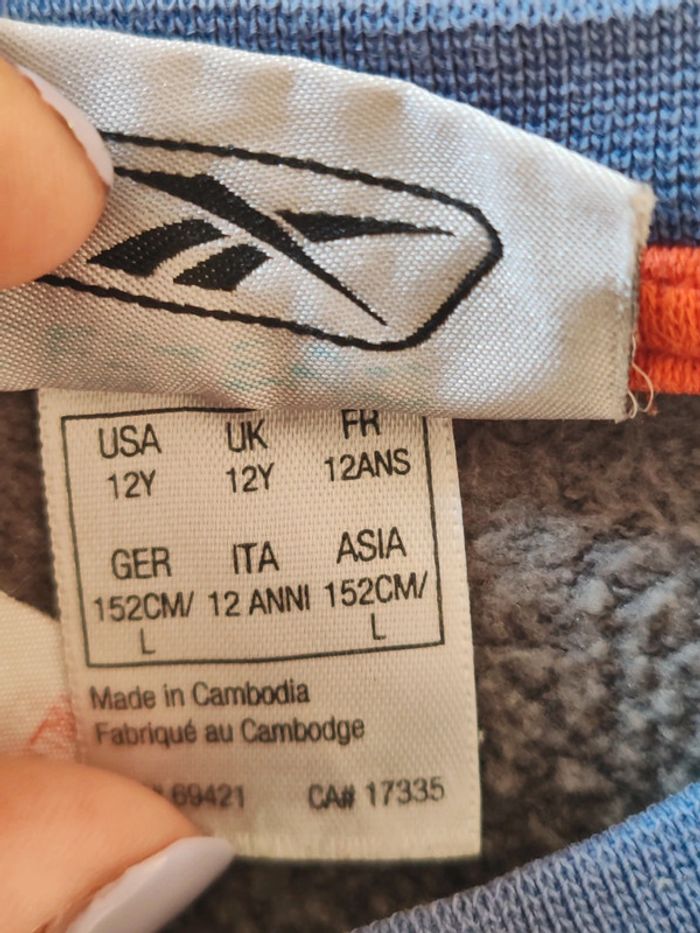 USA UK FR
12Y 12Y 12ANS
GER ITA ASIA
152CM/ 12 ANNI 152CM/
L L
Made in Cambodia
Fabriqué au Cambodge
69421 CA# 17335